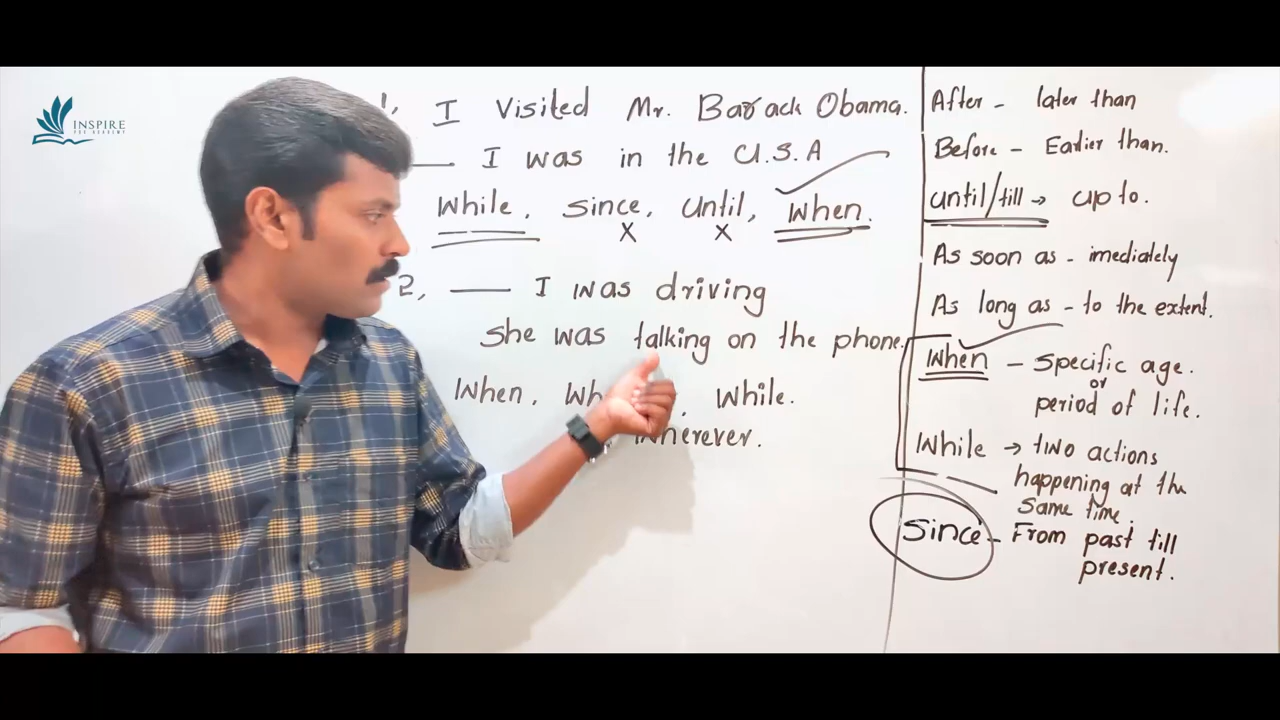 INSPIRE
PSC ACADEMY
1, I Visited Mr. Barack Obama.
I was in the U.S.A
While, since, Until, When.
x x
2, I was driving
She was talking on the phone.
When, While.
Wherever.
After - later than
Before - Earlier than.
until/till → up to.
As soon as - imediately
As long as - to the extent.
When - specific age.
or
period of life.
While → two actions
happening at the
same time.
Since - From past till
present.